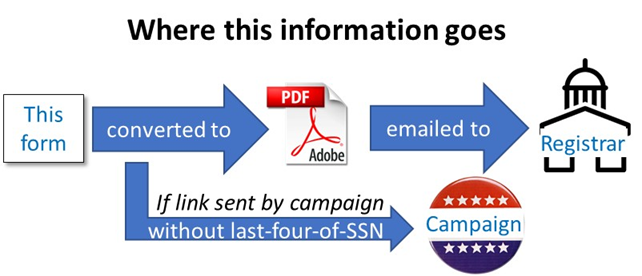 Where this information goes
This
form
converted to
PDF
Adobe
emailed to
Registrar
If link sent by campaign
without last-four-of-SSN
Campaign